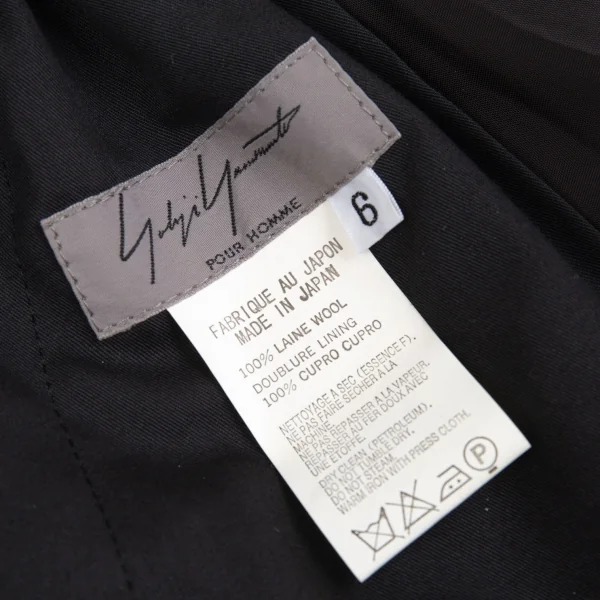 Yohji Yamamoto
POUR HOMME
6
FABRIQUE AU JAPON
MADE IN JAPAN
100% LAINE WOOL
DOUBLURE LINING
100% CUPRO CUPRO
NETTOYAGE A SEC (ESSENCE F).
NE PAS FAIRE SÉCHER À LA
MACHINE.
NE PAS REPASSER A LA VAPEUR.
REPASSER AU FER DOUX AVEC
UNE ETOFFE.
DRY CLEAN (PETROLEUM).
DO NOT TUMBLE DRY.
DO NOT STEAM.
WARM IRON WITH PRESS CLOTH.
P